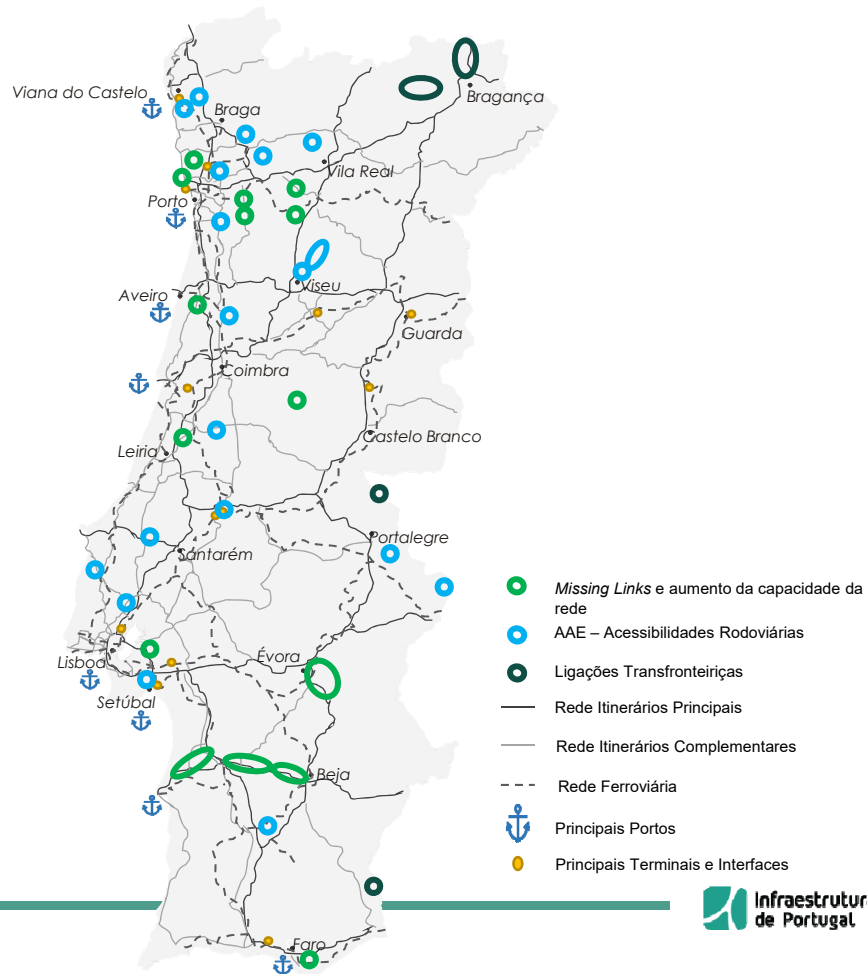 Viana do Castelo
Braga
Bragança
Vila Real
Porto
Viseu
Aveiro
Guarda
Coimbra
Castelo Branco
Leiria
Portalegre
Santarém
Lisboa
Évora
Setúbal
Beja
Faro
Missing Links e aumento da capacidade da
rede
AAE – Acessibilidades Rodoviárias
Ligações Transfronteiriças
Rede Itinerários Principais
Rede Itinerários Complementares
Rede Ferroviária
Principais Portos
Principais Terminais e Interfaces
Infraestrutur
de Portugal